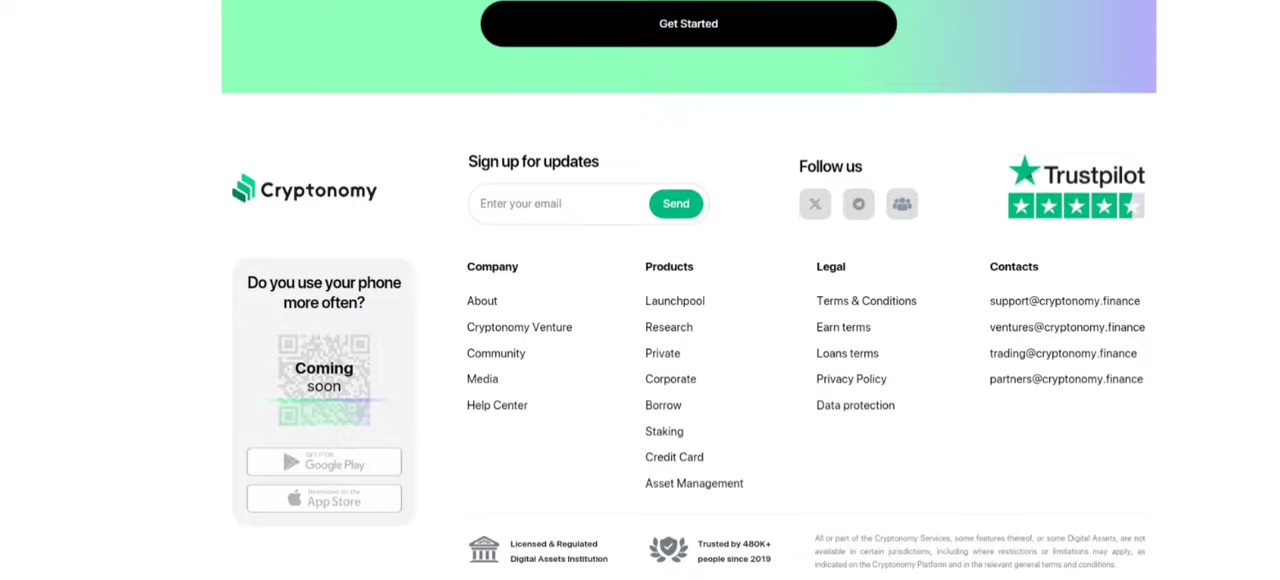 Get Started
Cryptonomy
Sign up for updates
Enter your email
Send
Follow us
Trustpilot
Do you use your phone
more often?
Coming
soon
GET IT ON
Google Play
Download on the
App Store
Company
About
Cryptonomy Venture
Community
Media
Help Center
Products
Launchpool
Research
Private
Corporate
Borrow
Staking
Credit Card
Asset Management
Legal
Terms & Conditions
Earn terms
Loans terms
Privacy Policy
Data protection
Contacts
support@cryptonomy.finance
ventures@cryptonomy.finance
trading@cryptonomy.finance
partners@cryptonomy.finance
Licensed & Regulated
Digital Assets Institution
Trusted by 480K+
people since 2019
All or part of the Cryptonomy Services, some features thereof, or some Digital Assets, are not
available in certain jurisdictions, including where restrictions or limitations may apply, as
indicated on the Cryptonomy Platform and in the relevant general terms and conditions.